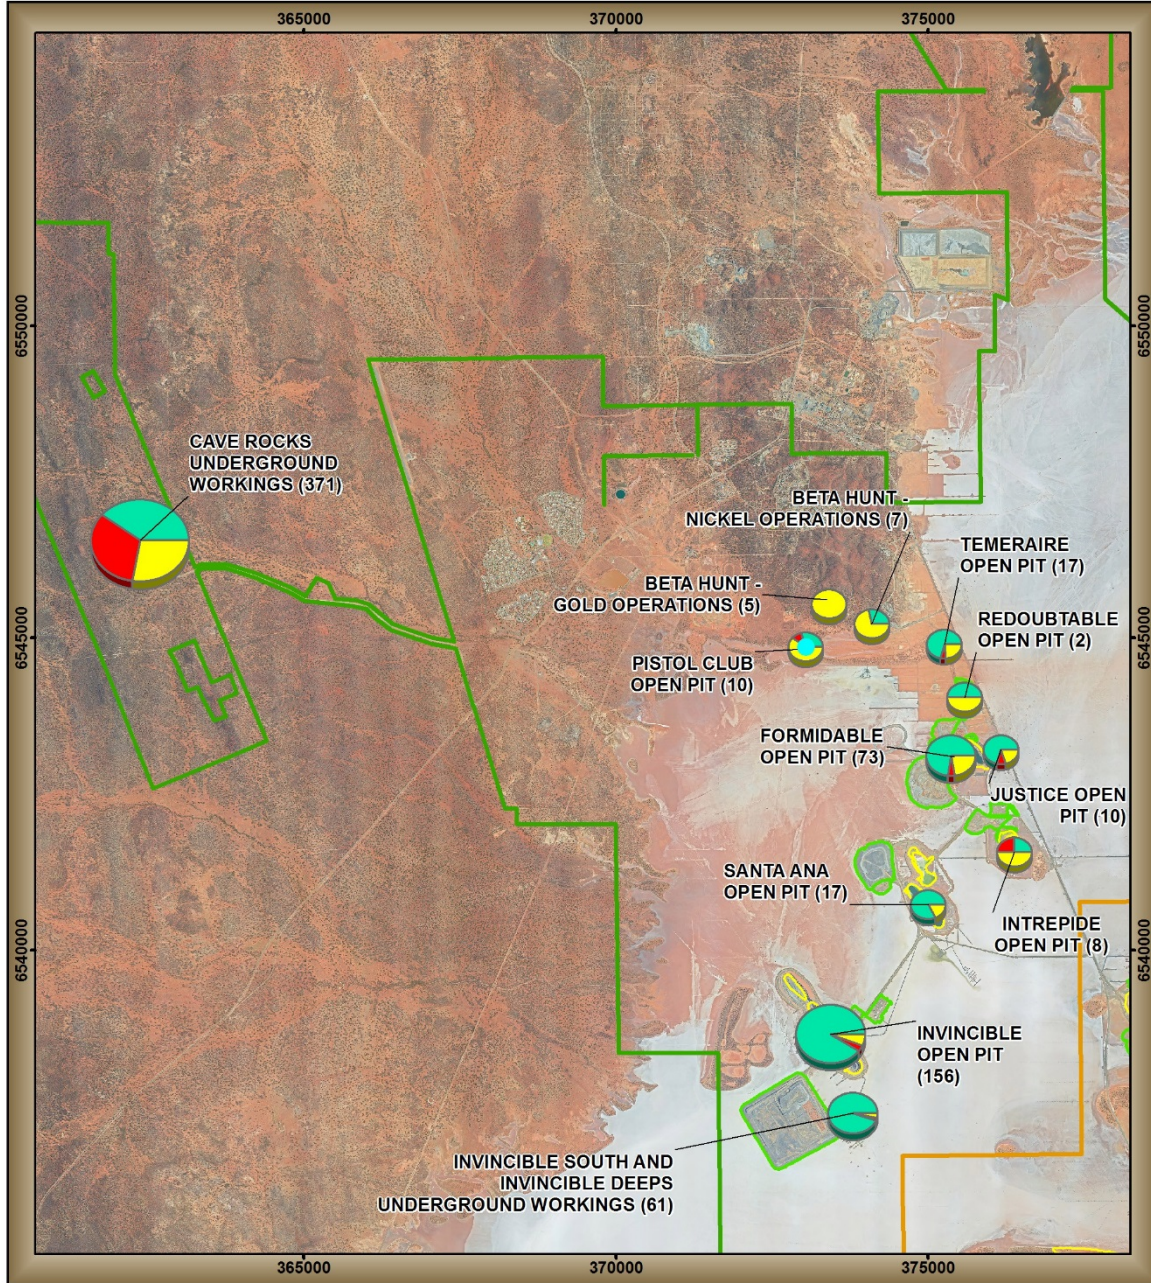 365000
370000
375000
6550000
6550000
CAVE ROCKS
UNDERGROUND
WORKINGS (371)
BETA HUNT -
NICKEL OPERATIONS (7)
TEMERAIRE
OPEN PIT (17)
BETA HUNT -
GOLD OPERATIONS (5)
REDOUBTABLE
OPEN PIT (2)
6545000
6545000
PISTOL CLUB
OPEN PIT (10)
FORMIDABLE
OPEN PIT (73)
JUSTICE OPEN
PIT (10)
SANTA ANA
OPEN PIT (17)
INTREPIDE
OPEN PIT (8)
6540000
6540000
INVINCIBLE
OPEN PIT
(156)
INVINCIBLE SOUTH AND
INVINCIBLE DEEPS
UNDERGROUND WORKINGS (61)
365000
370000
375000